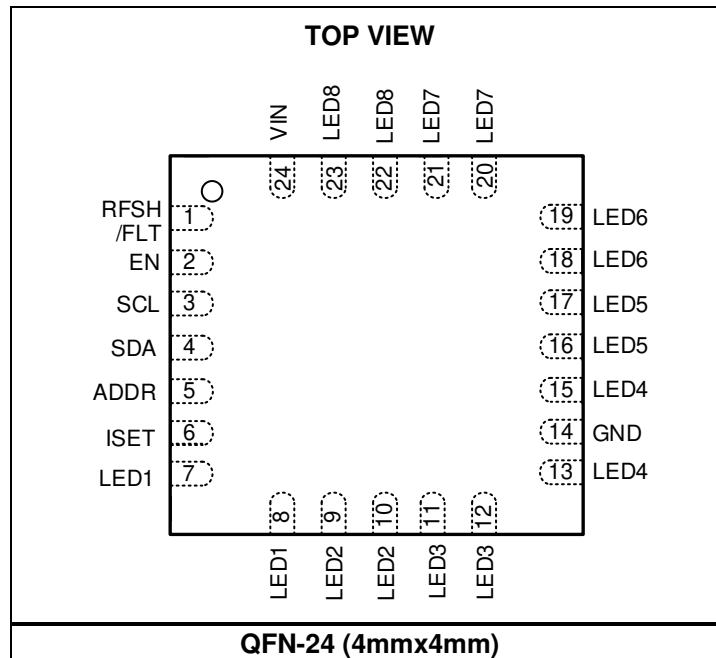 TOP VIEW
VIN
LED8
LED8
LED7
LED7
24
23
22
21
20
RFSH
/FLT
1
EN
2
SCL
3
SDA
4
ADDR
5
ISET
6
LED1
7
19
LED6
18
LED6
17
LED5
16
LED5
15
LED4
14
GND
13
LED4
8
9
10
11
12
LED1
LED2
LED2
LED3
LED3
QFN-24 (4mmx4mm)